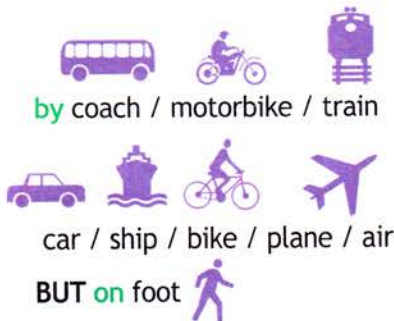 by coach / motorbike / train
car / ship / bike / plane / air
BUT on foot